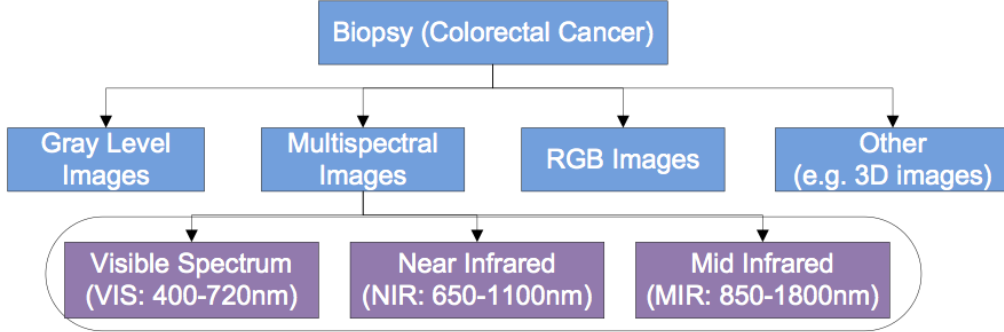 Biopsy (Colorectal Cancer)
Gray Level
Images
Multispectral
Images
RGB Images
Other
(e.g. 3D images)
Visible Spectrum
(VIS: 400-720nm)
Near Infrared
(NIR: 650-1100nm)
Mid Infrared
(MIR: 850-1800nm)